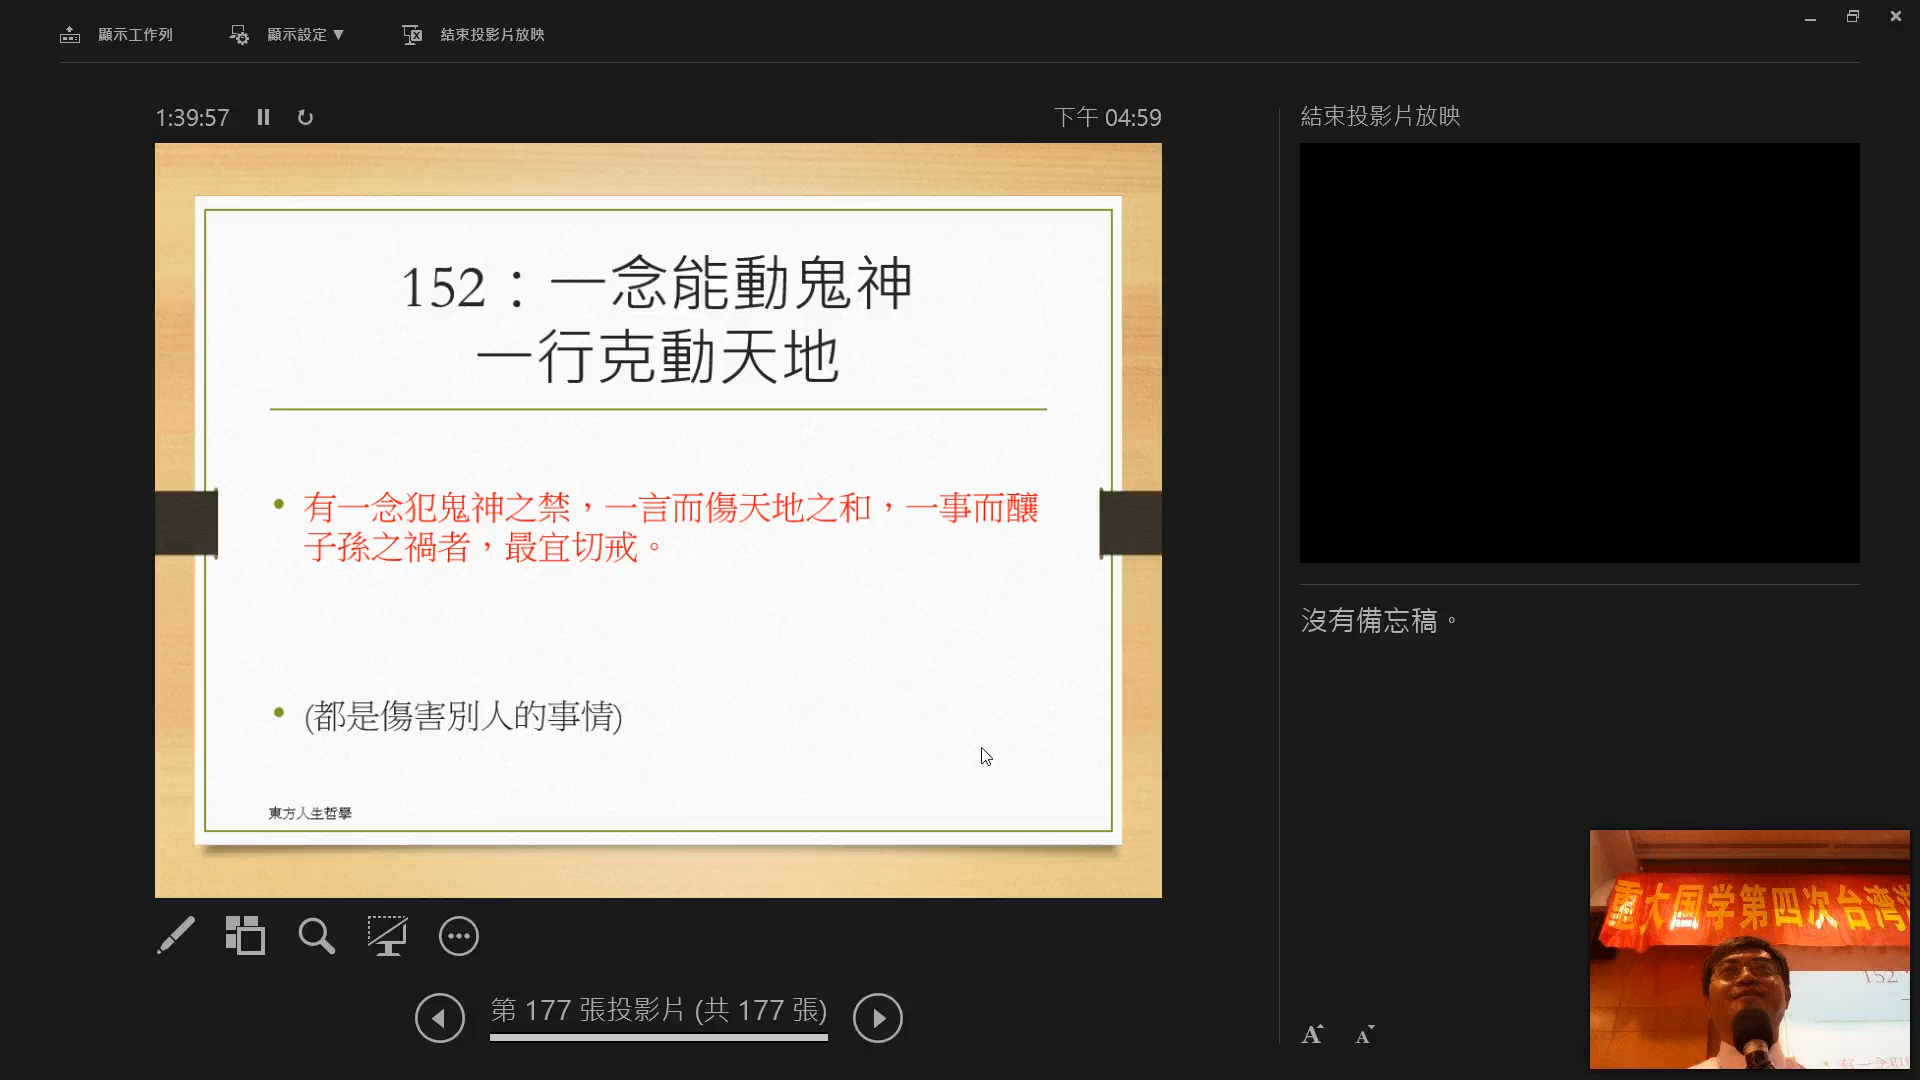 顯示工作列
顯示設定 ▼
結束投影片放映
1:39:57
下午 04:59
結束投影片放映
152：一念能動鬼神
一行克動天地
有一念犯鬼神之禁，一言而傷天地之和，一事而釀
子孫之禍者，最宜切戒。
(都是傷害別人的事情)
東方人生哲學
沒有備忘稿。
第 177 張投影片 (共 177 張)
重大国学第四次台湾
152